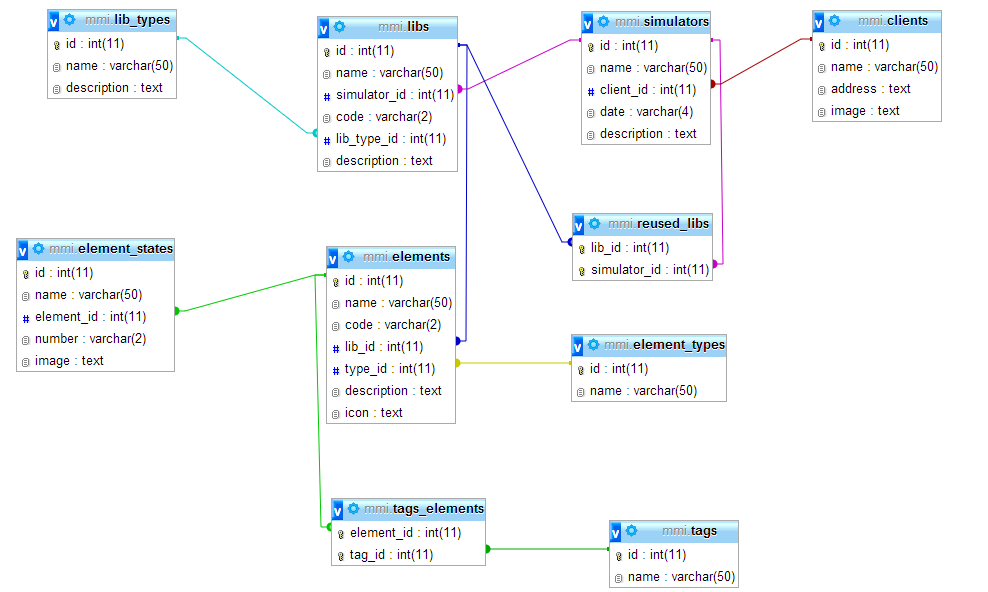 v mmi.lib_types
id : int(11)
name : varchar(50)
description : text
v mmi.libs
id : int(11)
name : varchar(50)
# simulator_id : int(11)
code : varchar(2)
# lib_type_id : int(11)
description : text
v mmi.simulators
id : int(11)
name : varchar(50)
# client_id : int(11)
date : varchar(4)
description : text
v mmi.clients
id : int(11)
name : varchar(50)
address : text
image : text
v mmi.element_states
id : int(11)
name : varchar(50)
# element_id : int(11)
number : varchar(2)
image : text
v mmi.elements
id : int(11)
name : varchar(50)
code : varchar(2)
# lib_id : int(11)
# type_id : int(11)
description : text
icon : text
v mmi.reused_libs
lib_id : int(11)
simulator_id : int(11)
v mmi.element_types
id : int(11)
name : varchar(50)
v mmi.tags_elements
element_id : int(11)
tag_id : int(11)
v mmi.tags
id : int(11)
name : varchar(50)